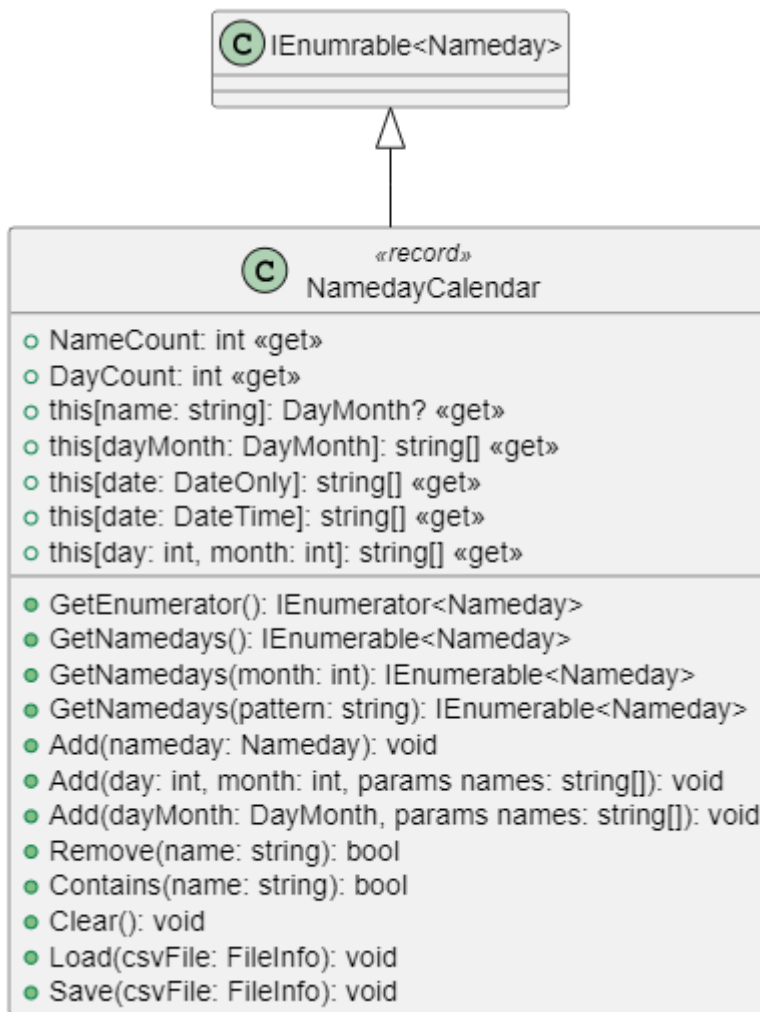 C IEnumrable<Nameday>
«record»
C NamedayCalendar
NameCount: int «get»
DayCount: int «get»
this[name: string]: DayMonth? «get»
this[dayMonth: DayMonth]: string[] «get»
this[date: DateOnly]: string[] «get»
this[date: DateTime]: string[] «get»
this[day: int, month: int]: string[] «get»
GetEnumerator(): IEnumerator<Nameday>
GetNamedays(): IEnumerable<Nameday>
GetNamedays(month: int): IEnumerable<Nameday>
GetNamedays(pattern: string): IEnumerable<Nameday>
Add(nameday: Nameday): void
Add(day: int, month: int, params names: string[]): void
Add(dayMonth: DayMonth, params names: string[]): void
Remove(name: string): bool
Contains(name: string): bool
Clear(): void
Load(csvFile: FileInfo): void
Save(csvFile: FileInfo): void